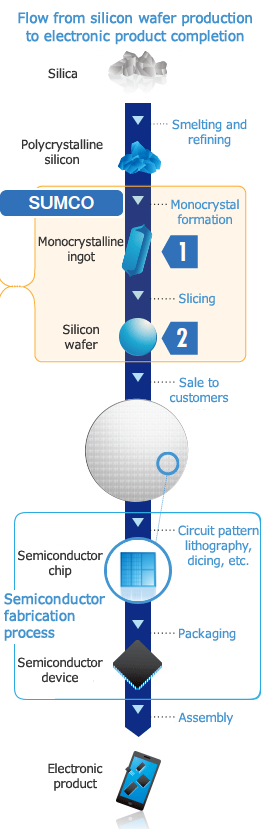 Flow from silicon wafer production
to electronic product completion
Silica
Smelting and
refining
Polycrystalline
silicon
SUMCO
Monocrystal
formation
Monocrystalline
ingot
1
Slicing
Silicon
wafer
2
Sale to
customers
Circuit pattern
lithography,
dicing, etc.
Semiconductor
chip
Semiconductor
fabrication
process
Packaging
Semiconductor
device
Assembly
Electronic
product